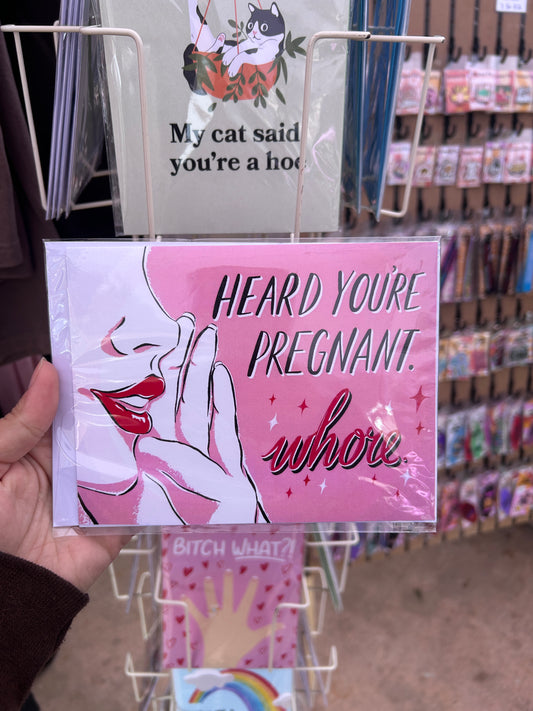 My cat said
you're a hoe
HEARD YOU'RE
PREGNANT.
whore.
BITCH WHAT?!